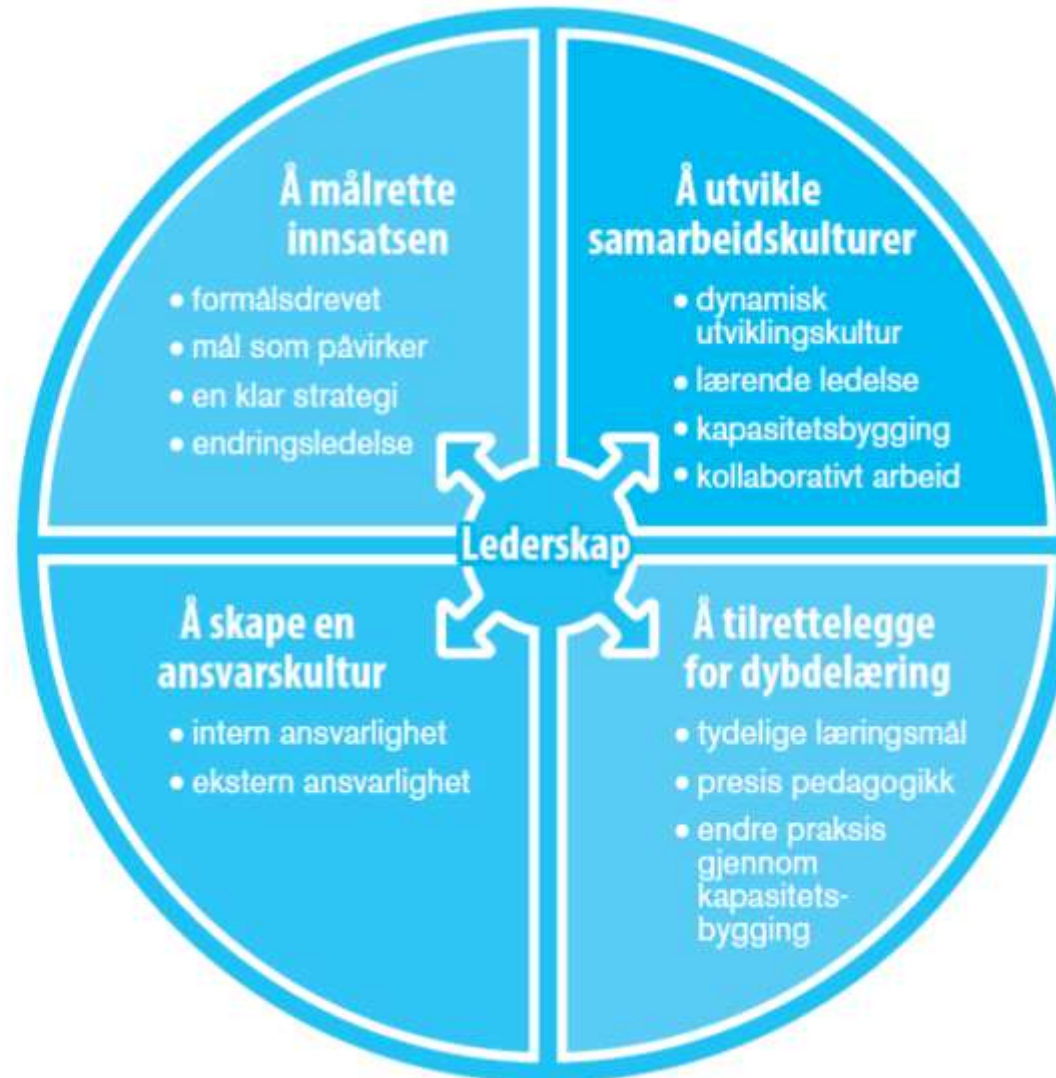 Å målrette
innsatsen
• formålsdrevet
• mål som påvirker
• en klar strategi
• endringsledelse
Å utvikle
samarbeidskulturer
• dynamisk
utviklingskultur
• lærende ledelse
• kapasitetsbygging
• kollaborativt arbeid
Lederskap
Å skape en
ansvarskultur
• intern ansvarlighet
• ekstern ansvarlighet
Å tilrettelegge
for dybdelæring
• tydelige læringsmål
• presis pedagogikk
• endre praksis
gjennom
kapasitets-
bygging